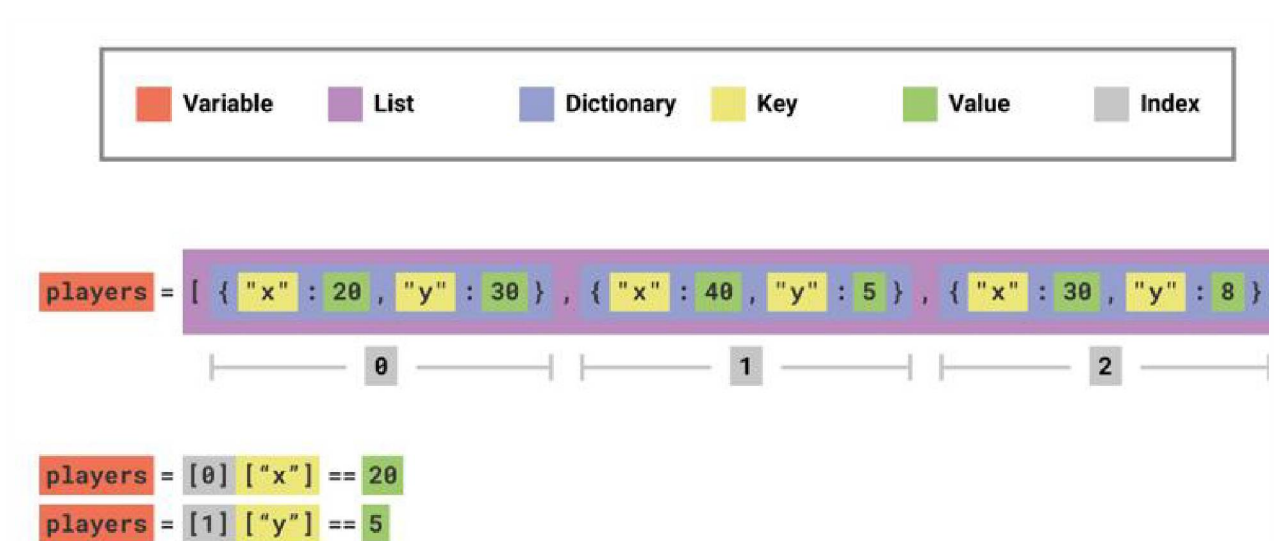 Variable List Dictionary Key Value Index
players = [ { "x" : 20 , "y" : 30 } , { "x" : 40 , "y" : 5 } , { "x" : 30 , "y" : 8 }
0 1 2
players = [0] [“x”] == 20
players = [1] [“y”] == 5